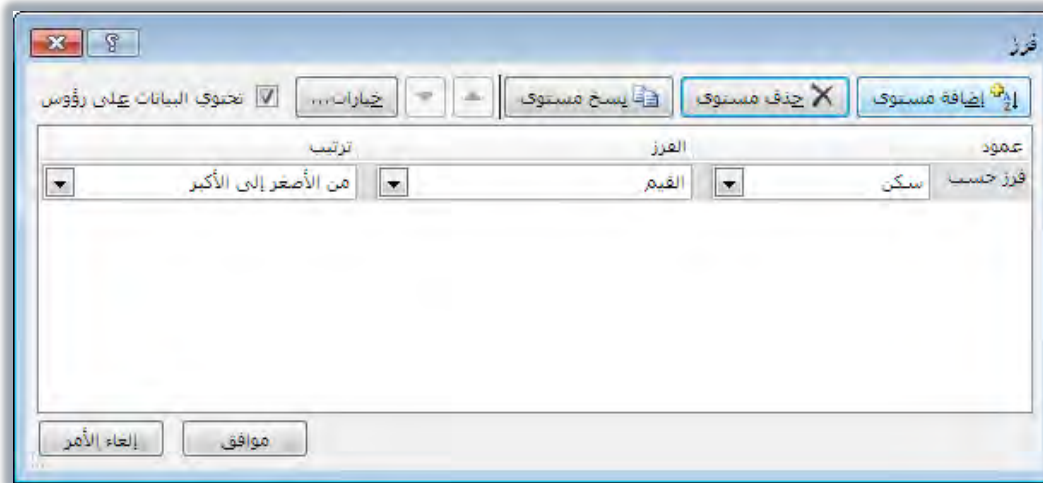 فرز
إضافة مستوى حذف مستوى نسخ مستوى خيارات... تحتوي البيانات على رؤوس
عمود الفرز ترتيب
فرز حسب سكن القيم من الأصغر إلى الأكبر
موافق إلغاء الأمر